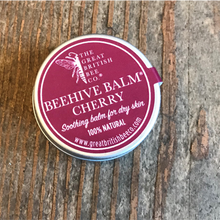 THE
GREAT
BRITISH
BEE
CO®
BEEHIVE BALM®
CHERRY
Soothing balm for dry skin
100% NATURAL
www.greatbritishbeeco.com